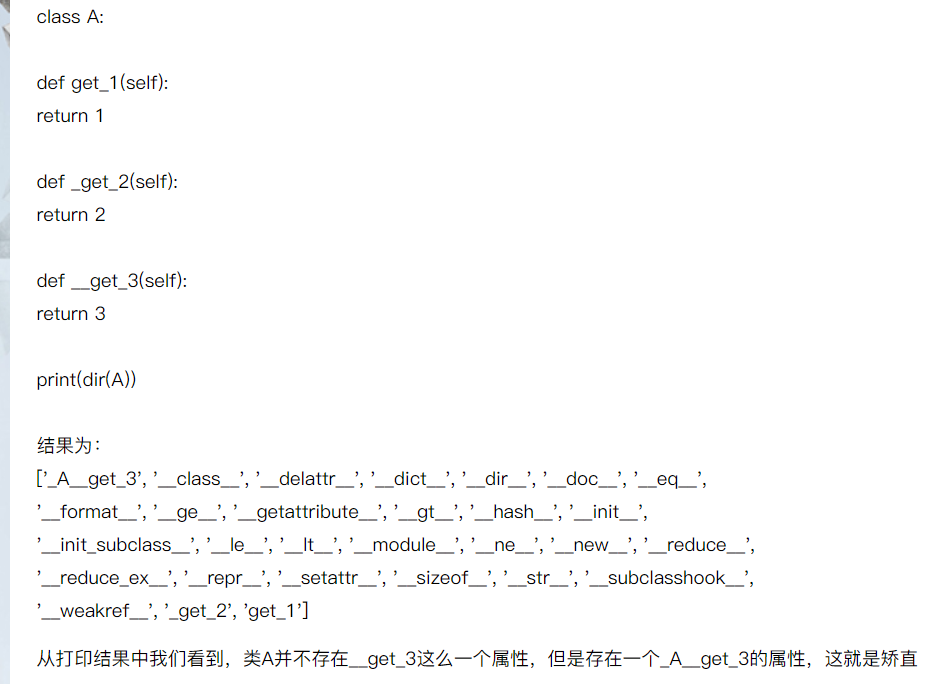 class A:
def get_1(self):
return 1
def _get_2(self):
return 2
def __get_3(self):
return 3
print(dir(A))
结果为：
['_A__get_3’, ’__class__’, ’__delattr__’, ’__dict__’, ’__dir__’, ’__doc__’, ’__eq__’,
’__format__’, ’__ge__’, ’__getattribute__’, ’__gt__’, ’__hash__’, ’__init__’,
’__init_subclass__’, ’__le__’, ’__lt__’, ’__module__’, ’__ne__’, ’__new__’, ’__reduce__’,
’__reduce_ex__’, ’__repr__’, ’__setattr__’, ’__sizeof__’, ’__str__’, ’__subclasshook__’,
’__weakref__’, ’_get_2’, 'get_1’]
从打印结果中我们看到，类A并不存在__get_3这么一个属性，但是存在一个_A__get_3的属性，这就是矫直